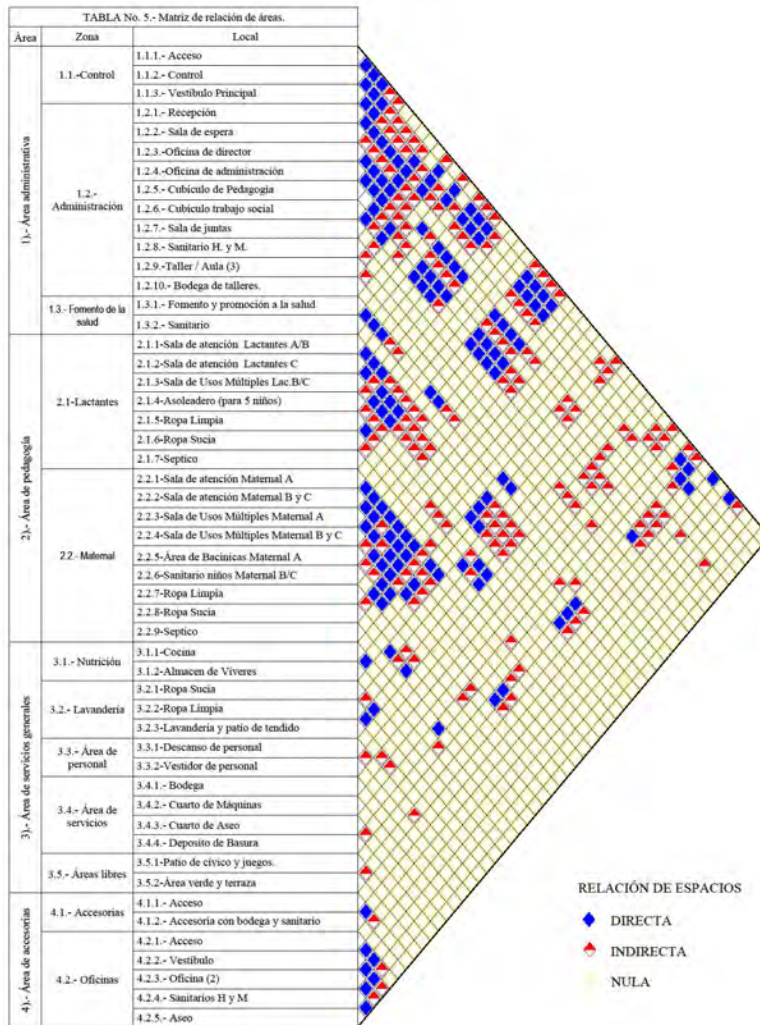 TABLA No. 5.- Matriz de relación de áreas.
Área Zona Local
1).- Área administrativa
1.1.-Control
1.1.1.- Acceso
1.1.2.- Control
1.1.3.- Vestíbulo Principal
1.2.- Administración
1.2.1.- Recepción
1.2.2.- Sala de espera
1.2.3.-Oficina de director
1.2.4.-Oficina de administración
1.2.5.- Cubículo de Pedagogía
1.2.6.- Cubículo trabajo social
1.2.7.- Sala de juntas
1.2.8.- Sanitario H. y M.
1.2.9.-Taller / Aula (3)
1.2.10.- Bodega de talleres.
1.3.- Fomento de la salud
1.3.1.- Fomento y promoción a la salud
1.3.2.- Sanitario
2).- Área de pedagogía
2.1-Lactantes
2.1.1-Sala de atención Lactantes A/B
2.1.2-Sala de atención Lactantes C
2.1.3-Sala de Usos Múltiples Lac.B/C
2.1.4-Asoleadero (para 5 niños)
2.1.5-Ropa Limpia
2.1.6-Ropa Sucia
2.1.7-Septico
2.2.- Maternal
2.2.1-Sala de atención Maternal A
2.2.2-Sala de atención Maternal B y C
2.2.3-Sala de Usos Múltiples Maternal A
2.2.4-Sala de Usos Múltiples Maternal B y C
2.2.5-Área de Bacinicas Maternal A
2.2.6-Sanitario niños Maternal B/C
2.2.7-Ropa Limpia
2.2.8-Ropa Sucia
2.2.9-Septico
3).- Área de servicios generales
3.1.- Nutrición
3.1.1-Cocina
3.1.2-Almacen de Víveres
3.2.- Lavandería
3.2.1-Ropa Sucia
3.2.2-Ropa Limpia
3.2.3-Lavandería y patio de tendido
3.3.- Área de personal
3.3.1-Descanso de personal
3.3.2-Vestidor de personal
3.4.- Área de servicios
3.4.1.- Bodega
3.4.2.- Cuarto de Máquinas
3.4.3.- Cuarto de Aseo
3.4.4.- Deposito de Basura
3.5.- Áreas libres
3.5.1-Patio de cívico y juegos.
3.5.2-Área verde y terraza
4).- Área de accesorias
4.1.- Accesorias
4.1.1.- Acceso
4.1.2.- Accesoria con bodega y sanitario
4.2.- Oficinas
4.2.1.- Acceso
4.2.2.- Vestíbulo
4.2.3.- Oficina (2)
4.2.4.- Sanitarios H y M
4.2.5.- Aseo
RELACIÓN DE ESPACIOS
DIRECTA
INDIRECTA
NULA